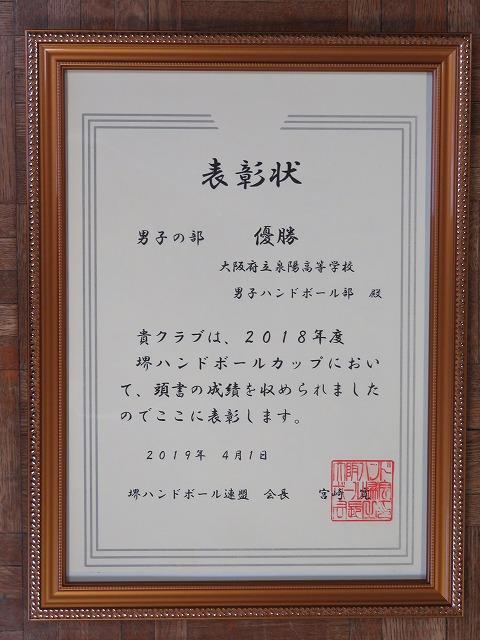 表彰状
男子の部 優勝
大阪府立泉陽高等学校
男子ハンドボール部 殿
貴クラブは、2018年度
堺ハンドボールカップにおい
て、頭書の成績を収められました
のでここに表彰します。
2019年 4月1日
堺ハンドボール連盟 会長 宮崎